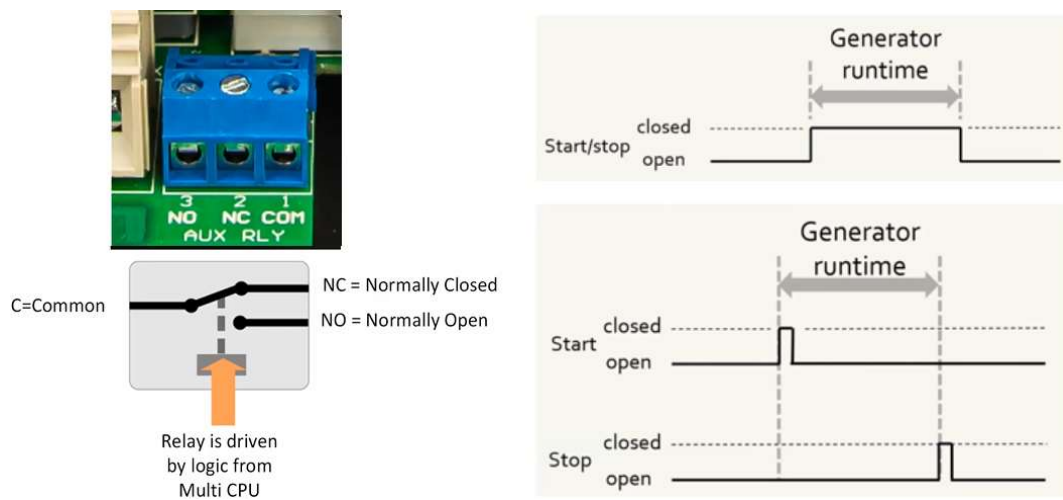 3 2 1
NO NC COM
AUX RLY
C=Common
NC = Normally Closed
NO = Normally Open
Relay is driven
by logic from
Multi CPU
Generator
runtime
Start/stop
closed
open
Generator
runtime
Start
closed
open
Stop
closed
open